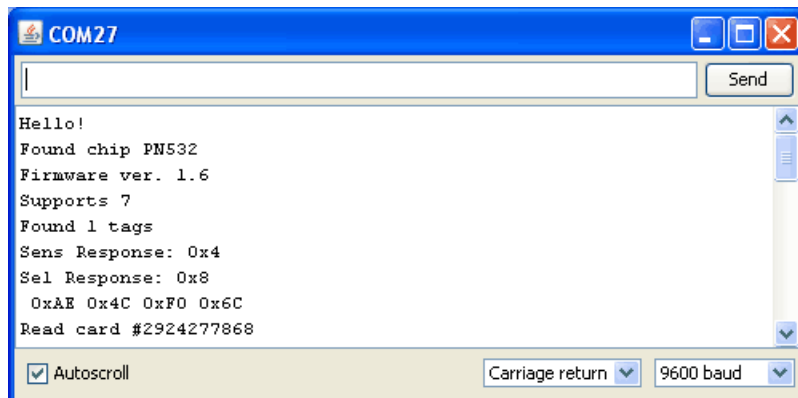 COM27
Send
Hello!
Found chip PN532
Firmware ver. 1.6
Supports 7
Found 1 tags
Sens Response: 0x4
Sel Response: 0x8
0xAE 0x4C 0xF0 0x6C
Read card #2924277868
Autoscroll
Carriage return
9600 baud